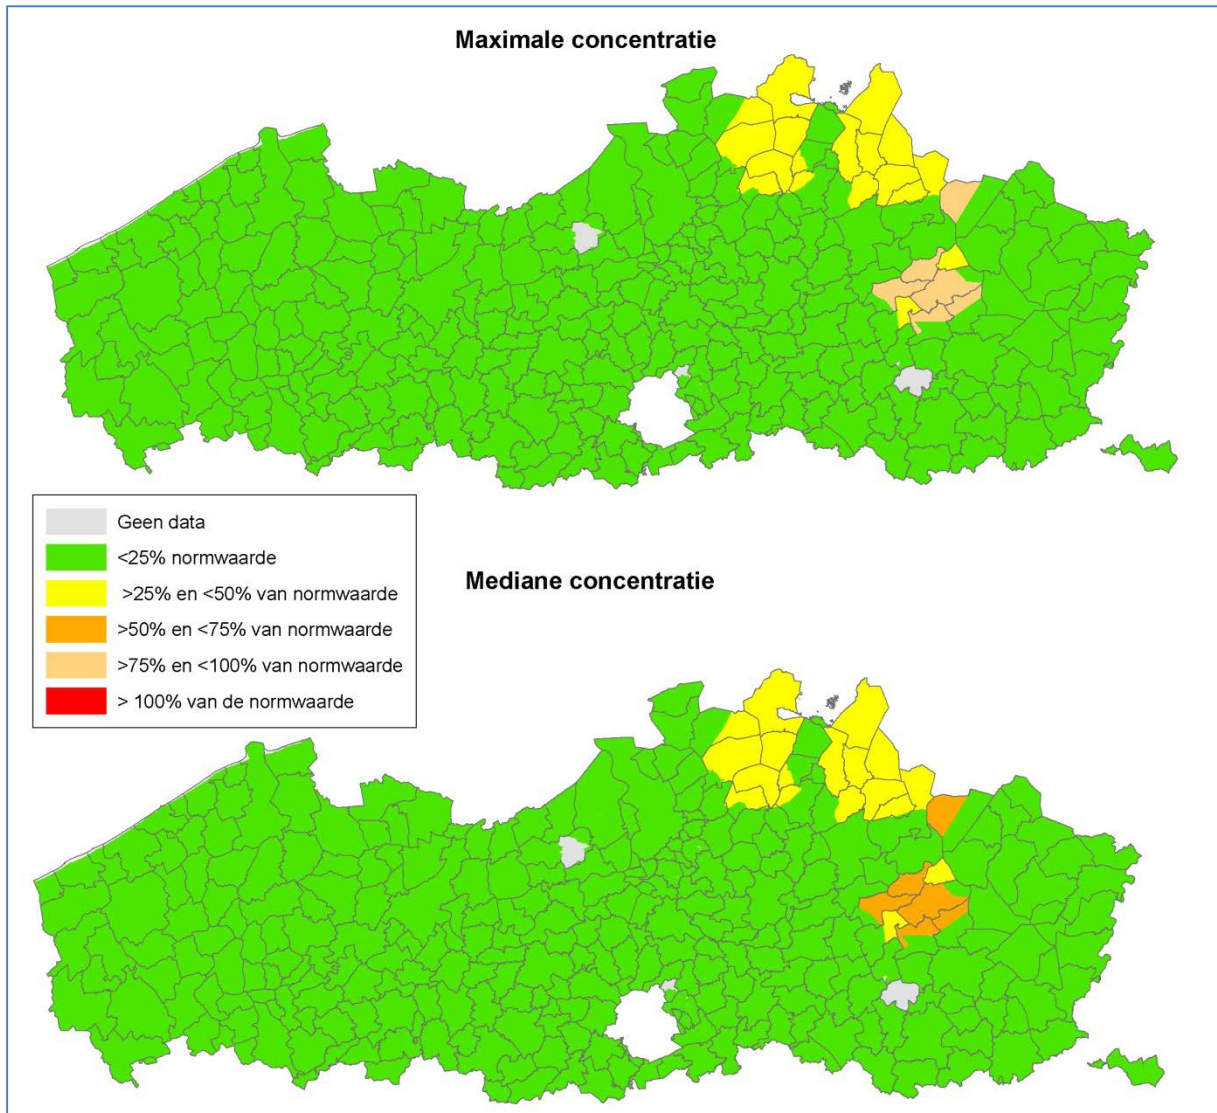 Maximale concentratie
Geen data
<25% normwaarde
>25% en <50% van normwaarde
>50% en <75% van normwaarde
>75% en <100% van normwaarde
> 100% van de normwaarde
Mediane concentratie